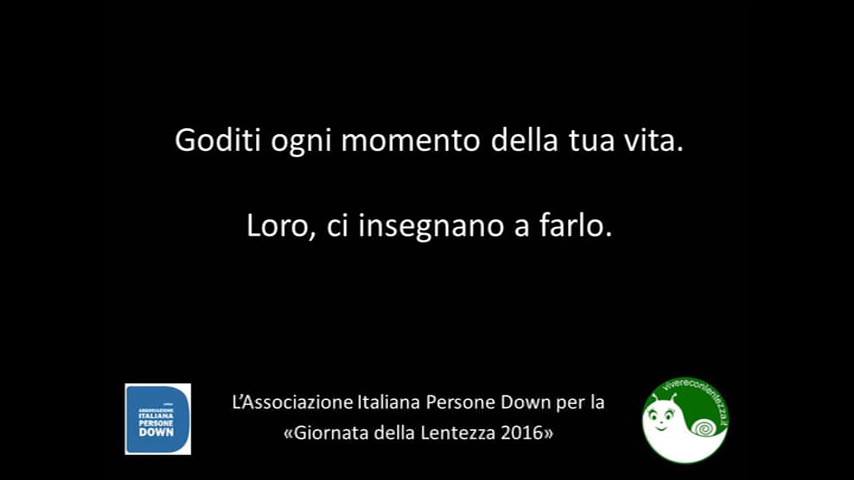 Goditi ogni momento della tua vita.
Loro, ci insegnano a farlo.
ASSOCIAZIONE
ITALIANA
PERSONE
DOWN
L’Associazione Italiana Persone Down per la
«Giornata della Lentezza 2016»
vivereconlentezza.it